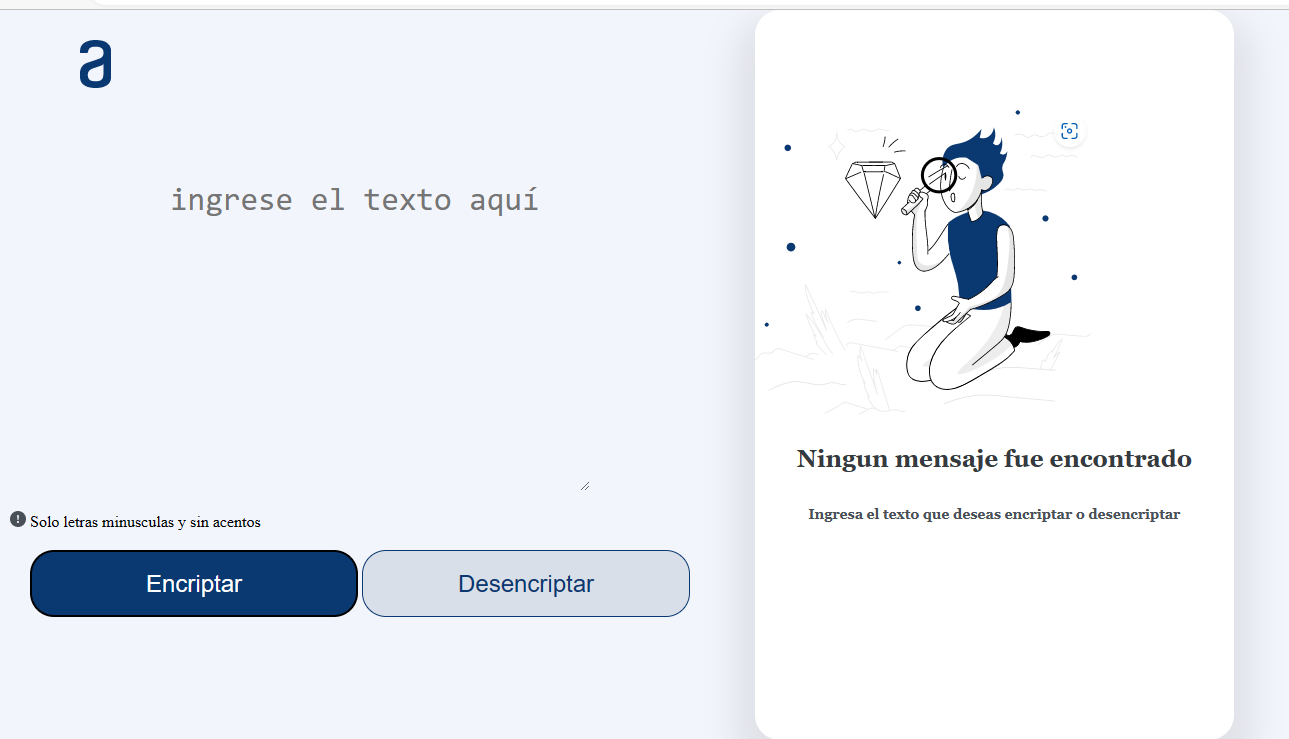 a
ingrese el texto aquí
Solo letras minusculas y sin acentos
Encriptar
Desencriptar
Ningun mensaje fue encontrado
Ingresa el texto que deseas encriptar o desencriptar